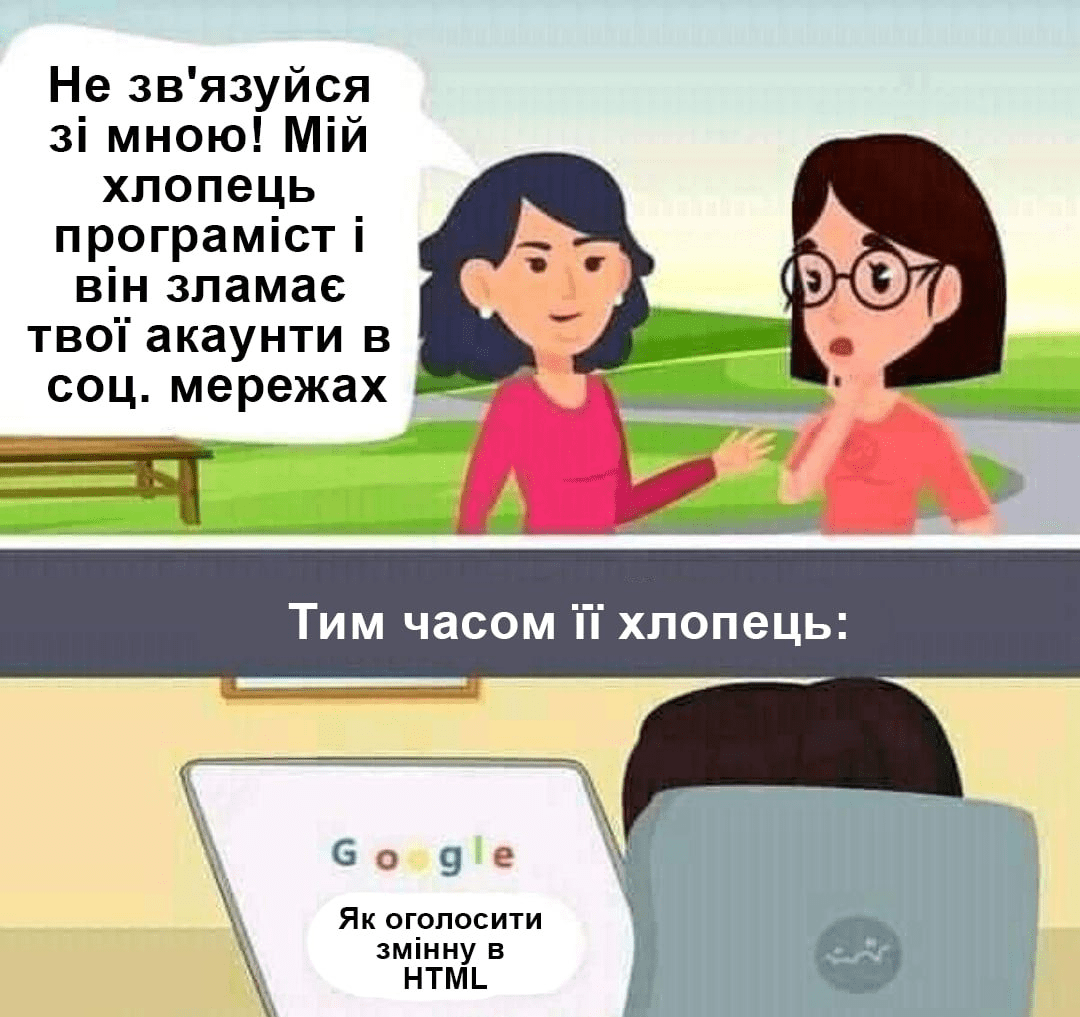 Не зв'язуйся
зі мною! Мій
хлопець
програміст і
він зламає
твої акаунти в
соц. мережах
Тим часом її хлопець:
Google
Як оголосити
змінну в
HTML